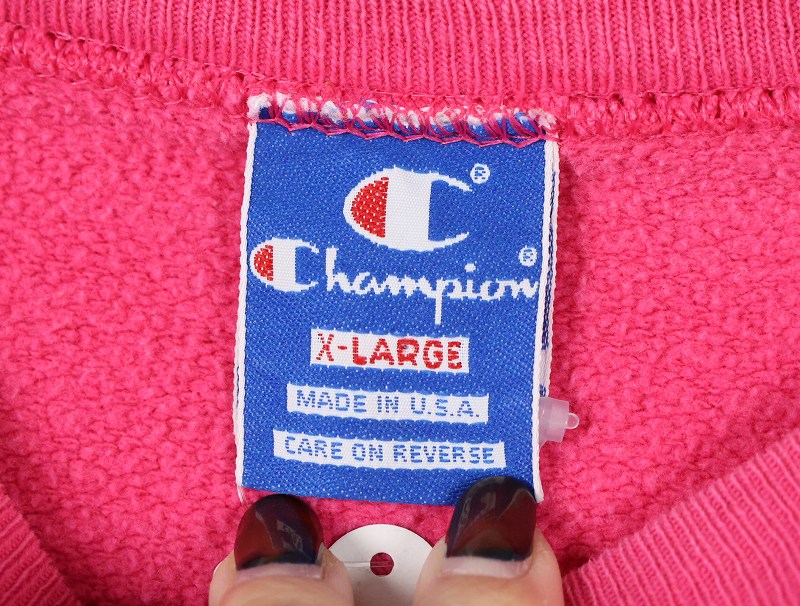 ®
Champion®
X-LARGE
MADE IN U.S.A.
CARE ON REVERSE